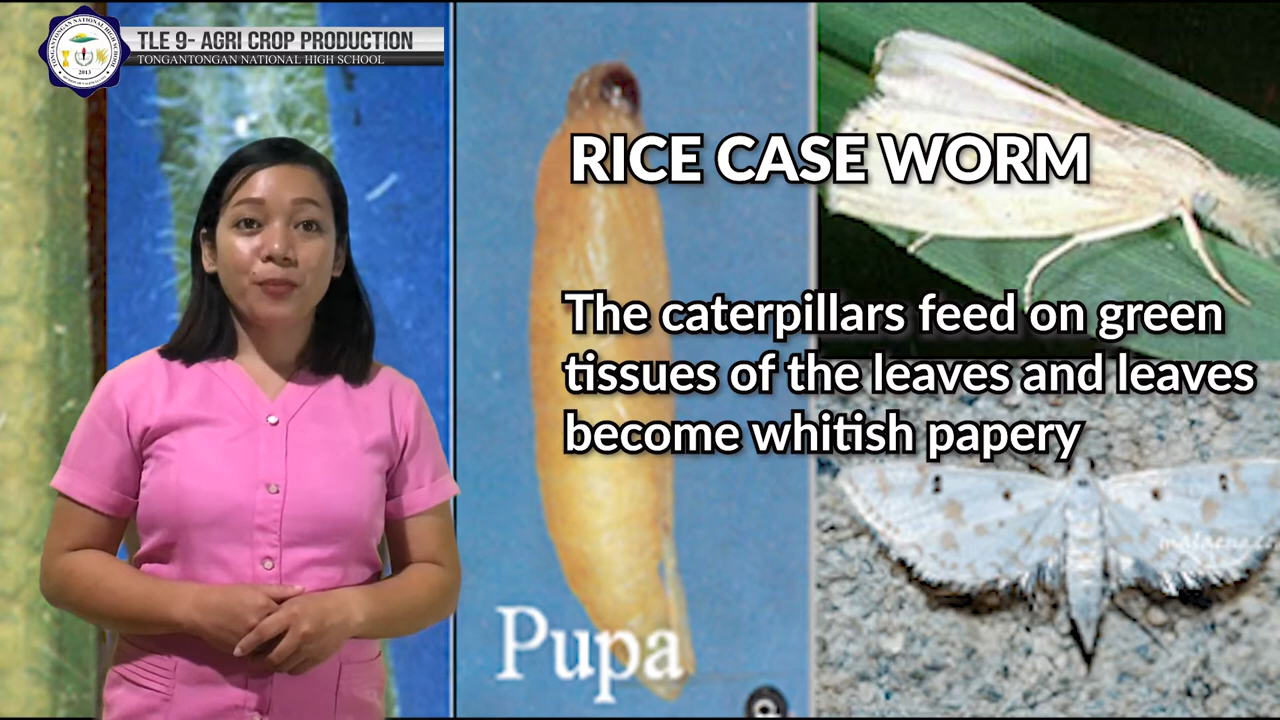 TLE 9- AGRI CROP PRODUCTION
TONGANTONGAN NATIONAL HIGH SCHOOL
2013
RICE CASE WORM
The caterpillars feed on green
tissues of the leaves and leaves
become whitish papery
Pupa